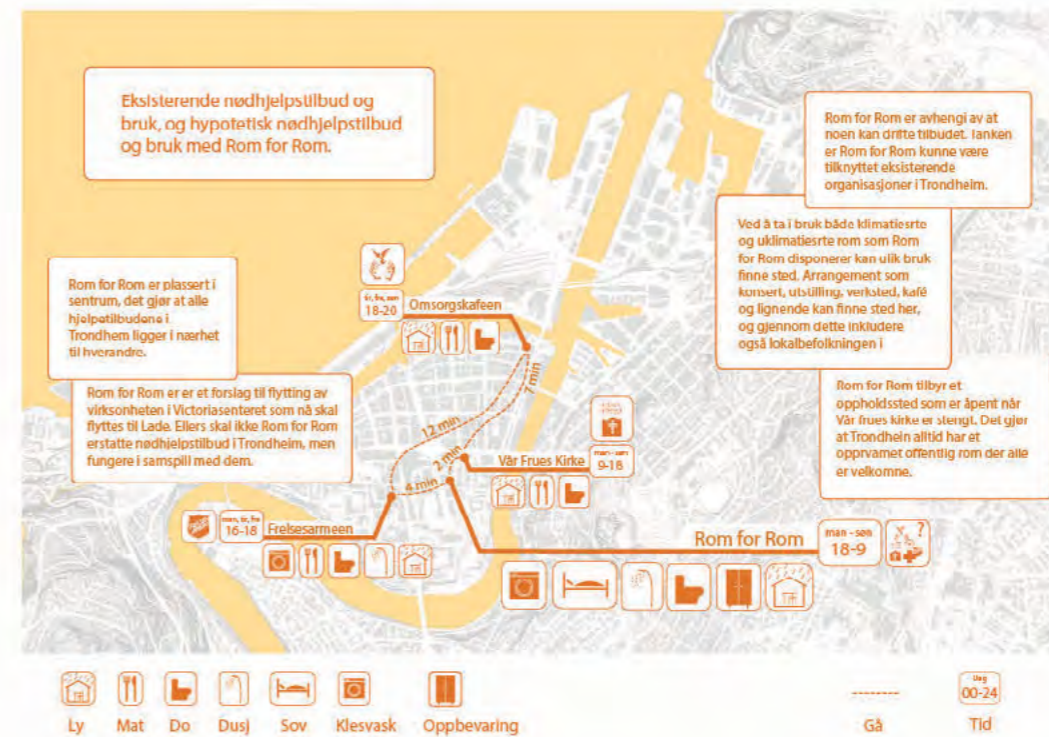 Eksisterende nødhjelpstilbud og
bruk, og hypotetisk nødhjelpstilbud
og bruk med Rom for Rom.
Rom for Rom er avhengi av at
noen kan drifte tilbudet. Tanken
er Rom for Rom kunne være
tilknyttet eksisterende
organisasjoner i Trondheim.
Ved å ta i bruk både klimatiesrte
og uklimatiesrte rom som Rom
for Rom disponerer kan ulik bruk
finne sted. Arrangement som
konsert, utstilling, verksted, kafé
og lignende kan finne sted her,
og gjennom dette inkludere
også lokalbefolkningen i
Rom for Rom er plassert i
sentrum, det gjør at alle
hjelpetilbudene i
Trondhem ligger i nærhet
til hverandre.
Rom for Rom er er et forslag til flytting av
virksonheten i Victoriasenteret som nå skal
flyttes til Lade. Ellers skal ikke Rom for Rom
erstatte nødhjelpstilbud i Trondheim, men
fungere i samspill med dem.
Rom for Rom tilbyr et
oppholdssted som er åpent når
Vår frues kirke er stengt. Det gjør
at Trondhein alltid har et
opprvamet offentlig rom der alle
er velkomne.
18-20
Omsorgskafeen
7 min
12 min
2 min
4 min
Vår Frues Kirke
man - søn
9-18
man, tir, fre
16-18
Frelsesarmeen
Rom for Rom
man - søn
18-9
?
Ly
Mat
Do
Dusj
Sov
Klesvask
Oppbevaring
Gå
Dag
00-24
Tid